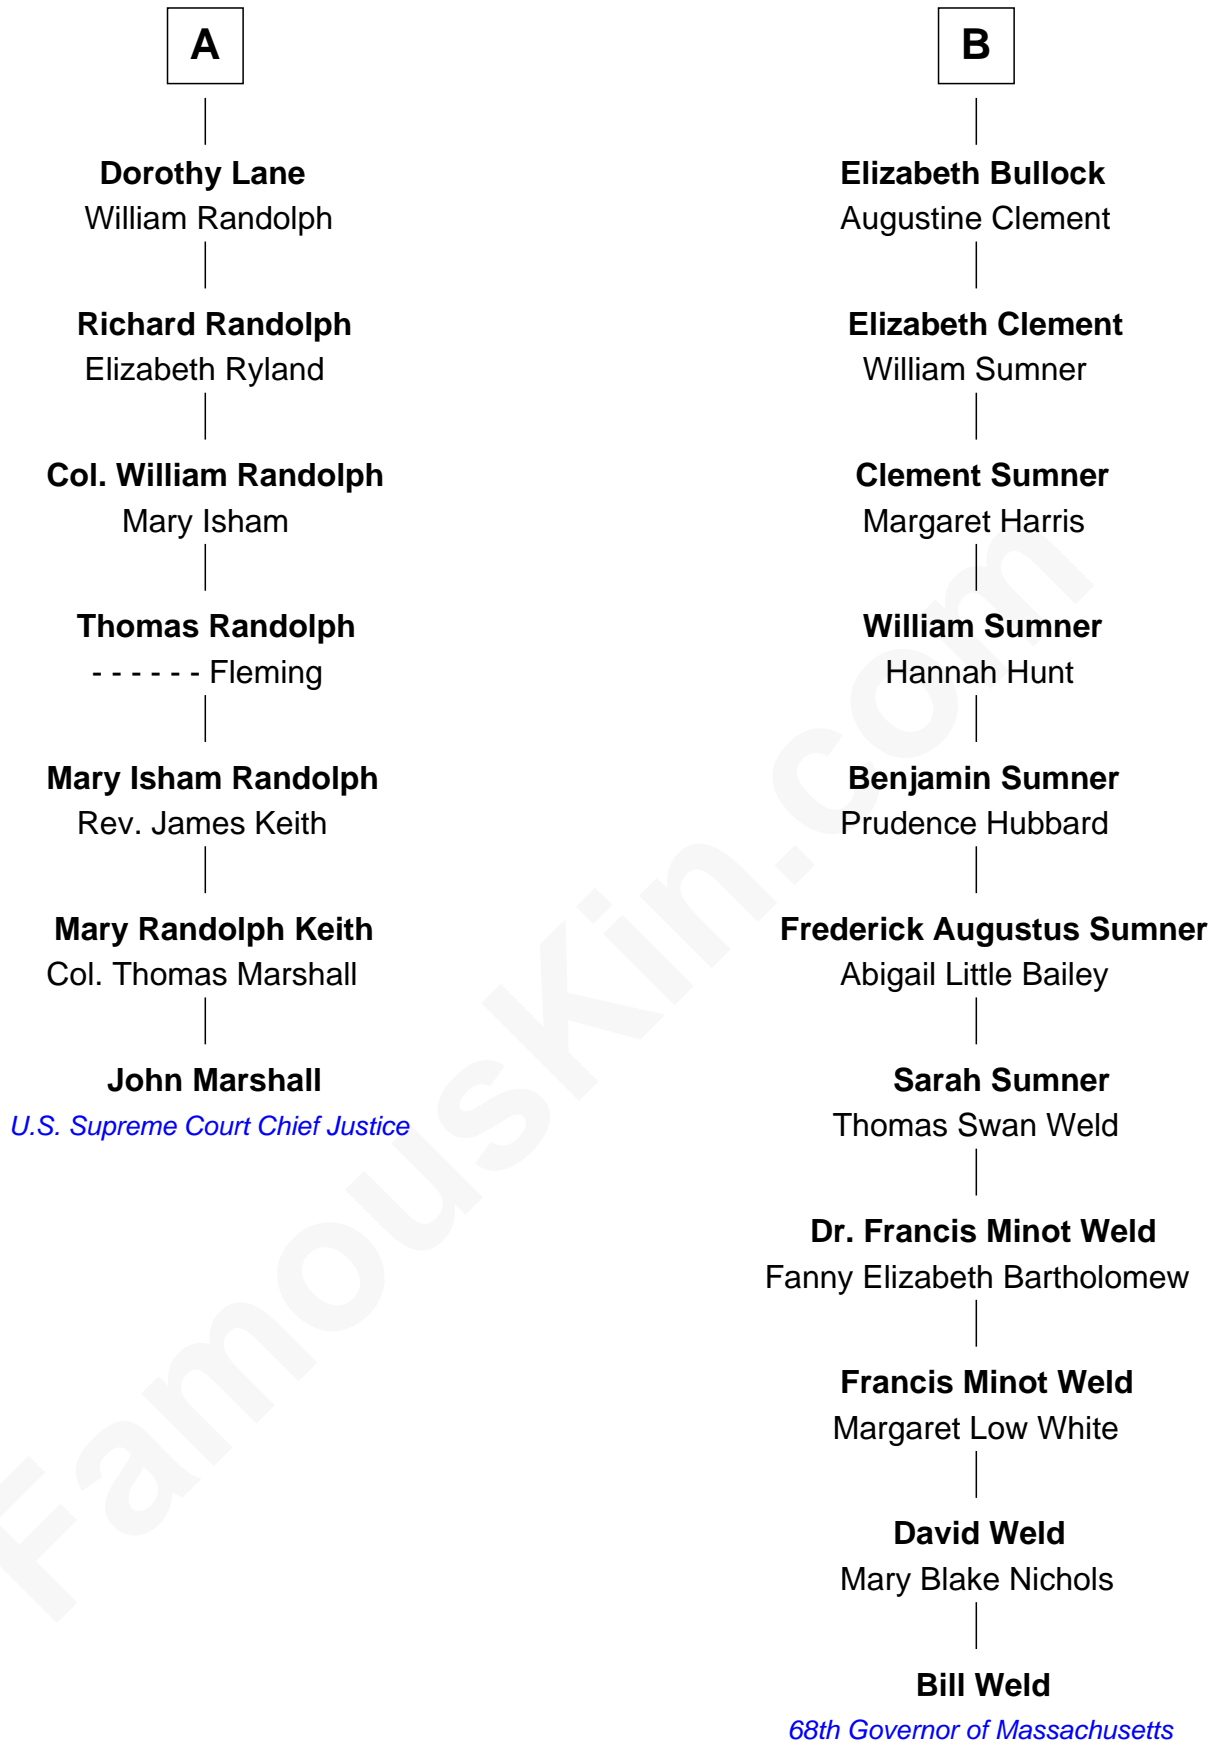 A
Dorothy Lane
William Randolph
Richard Randolph
Elizabeth Ryland
Col. William Randolph
Mary Isham
Thomas Randolph
- - - - - - Fleming
Mary Isham Randolph
Rev. James Keith
Mary Randolph Keith
Col. Thomas Marshall
John Marshall
U.S. Supreme Court Chief Justice
B
Elizabeth Bullock
Augustine Clement
Elizabeth Clement
William Sumner
Clement Sumner
Margaret Harris
William Sumner
Hannah Hunt
Benjamin Sumner
Prudence Hubbard
Frederick Augustus Sumner
Abigail Little Bailey
Sarah Sumner
Thomas Swan Weld
Dr. Francis Minot Weld
Fanny Elizabeth Bartholomew
Francis Minot Weld
Margaret Low White
David Weld
Mary Blake Nichols
Bill Weld
68th Governor of Massachusetts
FamousKin.com